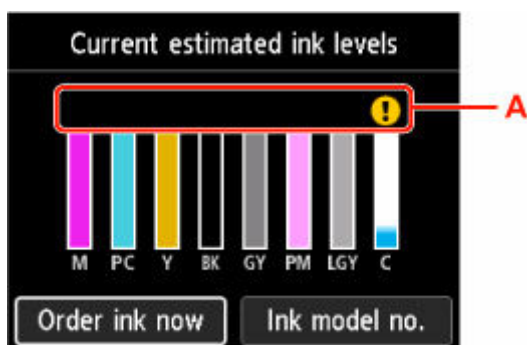 Current estimated ink levels
A
M PC Y BK GY PM LGY C
Order ink now Ink model no.